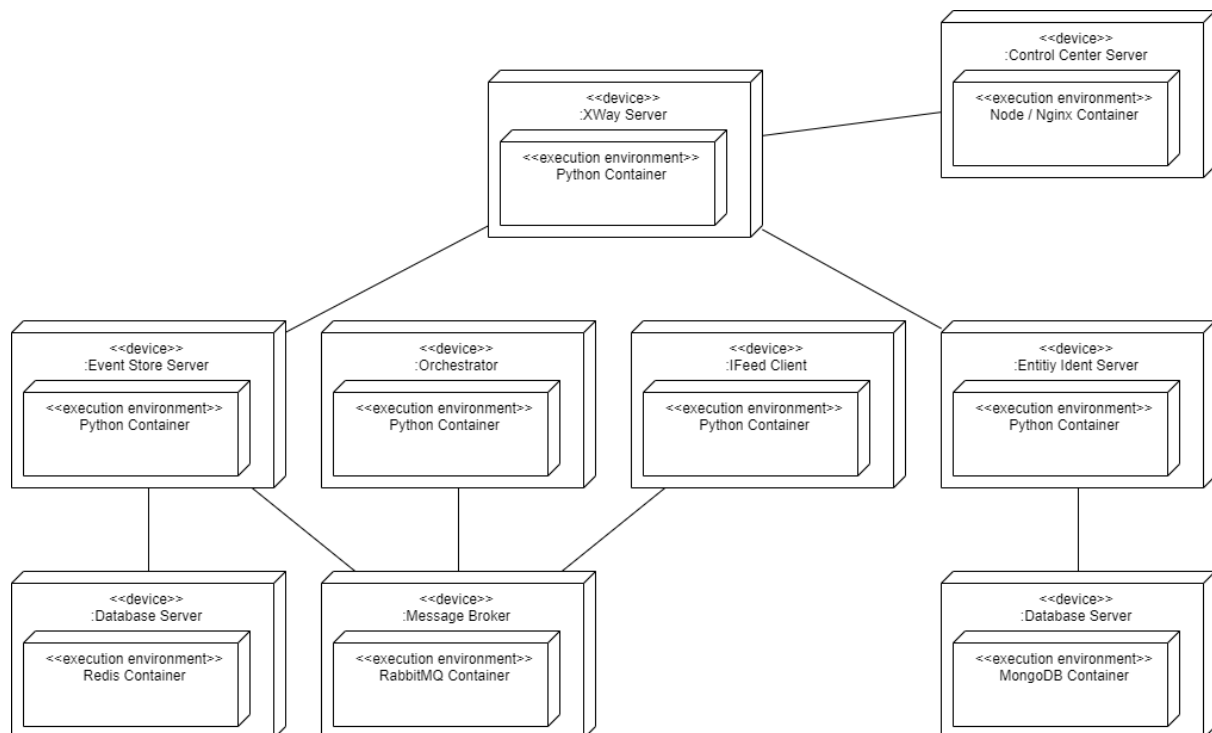 <<device>>
:Control Center Server
<<execution environment>>
Node / Nginx Container
<<device>>
:XWay Server
<<execution environment>>
Python Container
<<device>>
:Event Store Server
<<execution environment>>
Python Container
<<device>>
:Orchestrator
<<execution environment>>
Python Container
<<device>>
:IFeed Client
<<execution environment>>
Python Container
<<device>>
:Entitiy Ident Server
<<execution environment>>
Python Container
<<device>>
:Database Server
<<execution environment>>
Redis Container
<<device>>
:Message Broker
<<execution environment>>
RabbitMQ Container
<<device>>
:Database Server
<<execution environment>>
MongoDB Container